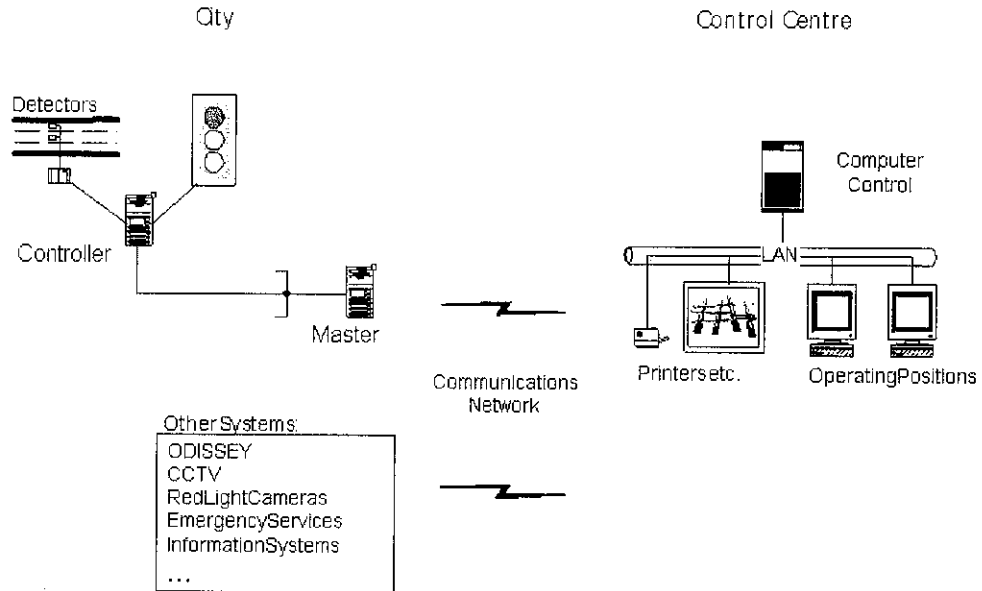 City
Control Centre
Detectors
Computer
Control
Controller
LAN
Master
Printersetc.
OperatingPositions
Communications
Network
OtherSystems:
ODISSEY
CCTV
RedLightCameras
EmergencyServices
InformationSystems
...